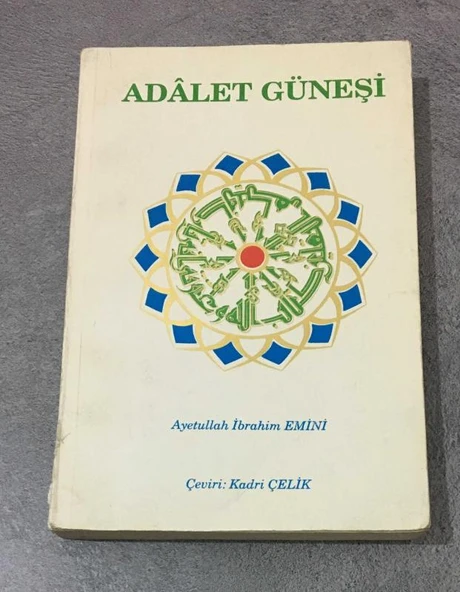 ADÂLET GÜNEŞİ
Ayetullah İbrahim EMİNİ
Çeviri: Kadri ÇELİK